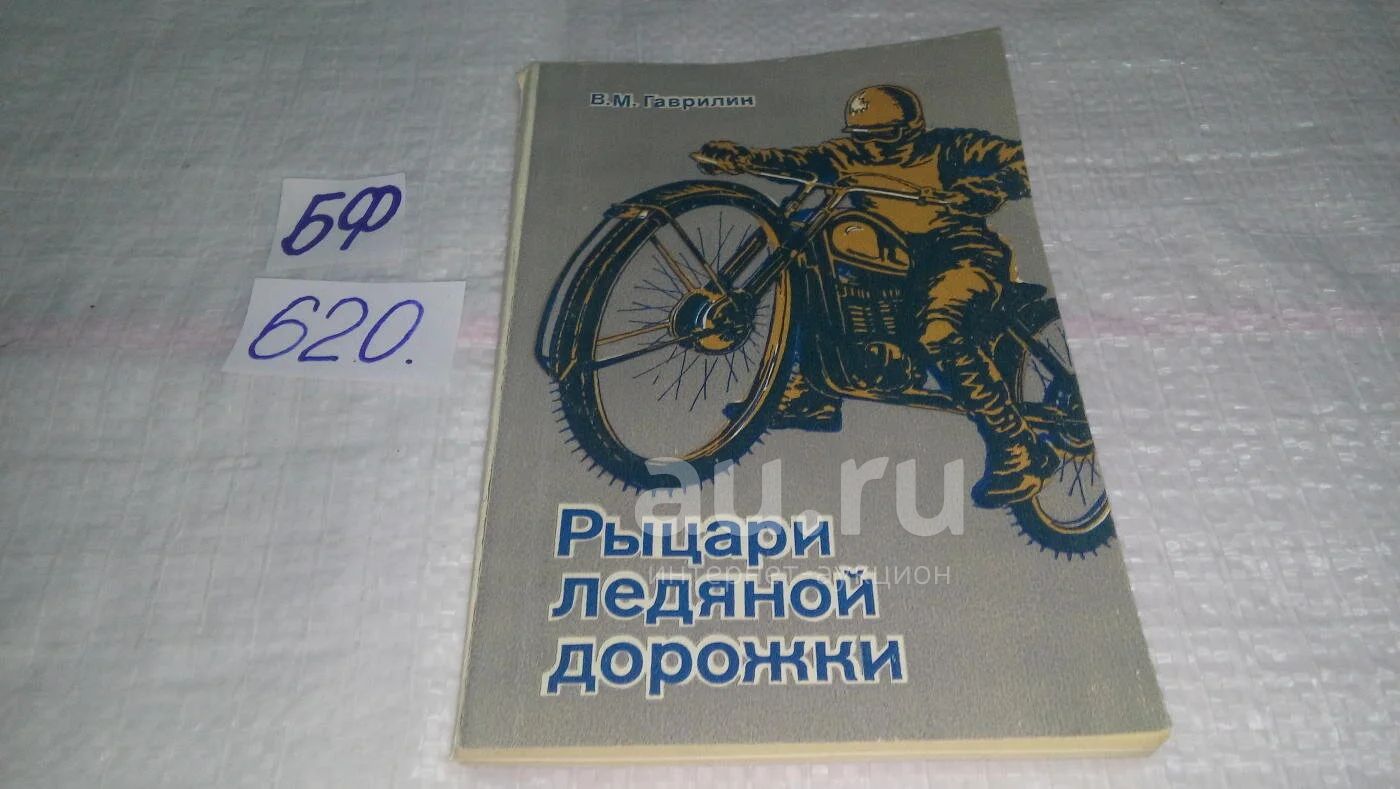 В.М. Гаврилин
БФ
620.
au.ru
интернет-аукцион
Рыцари
ледяной
дорожки